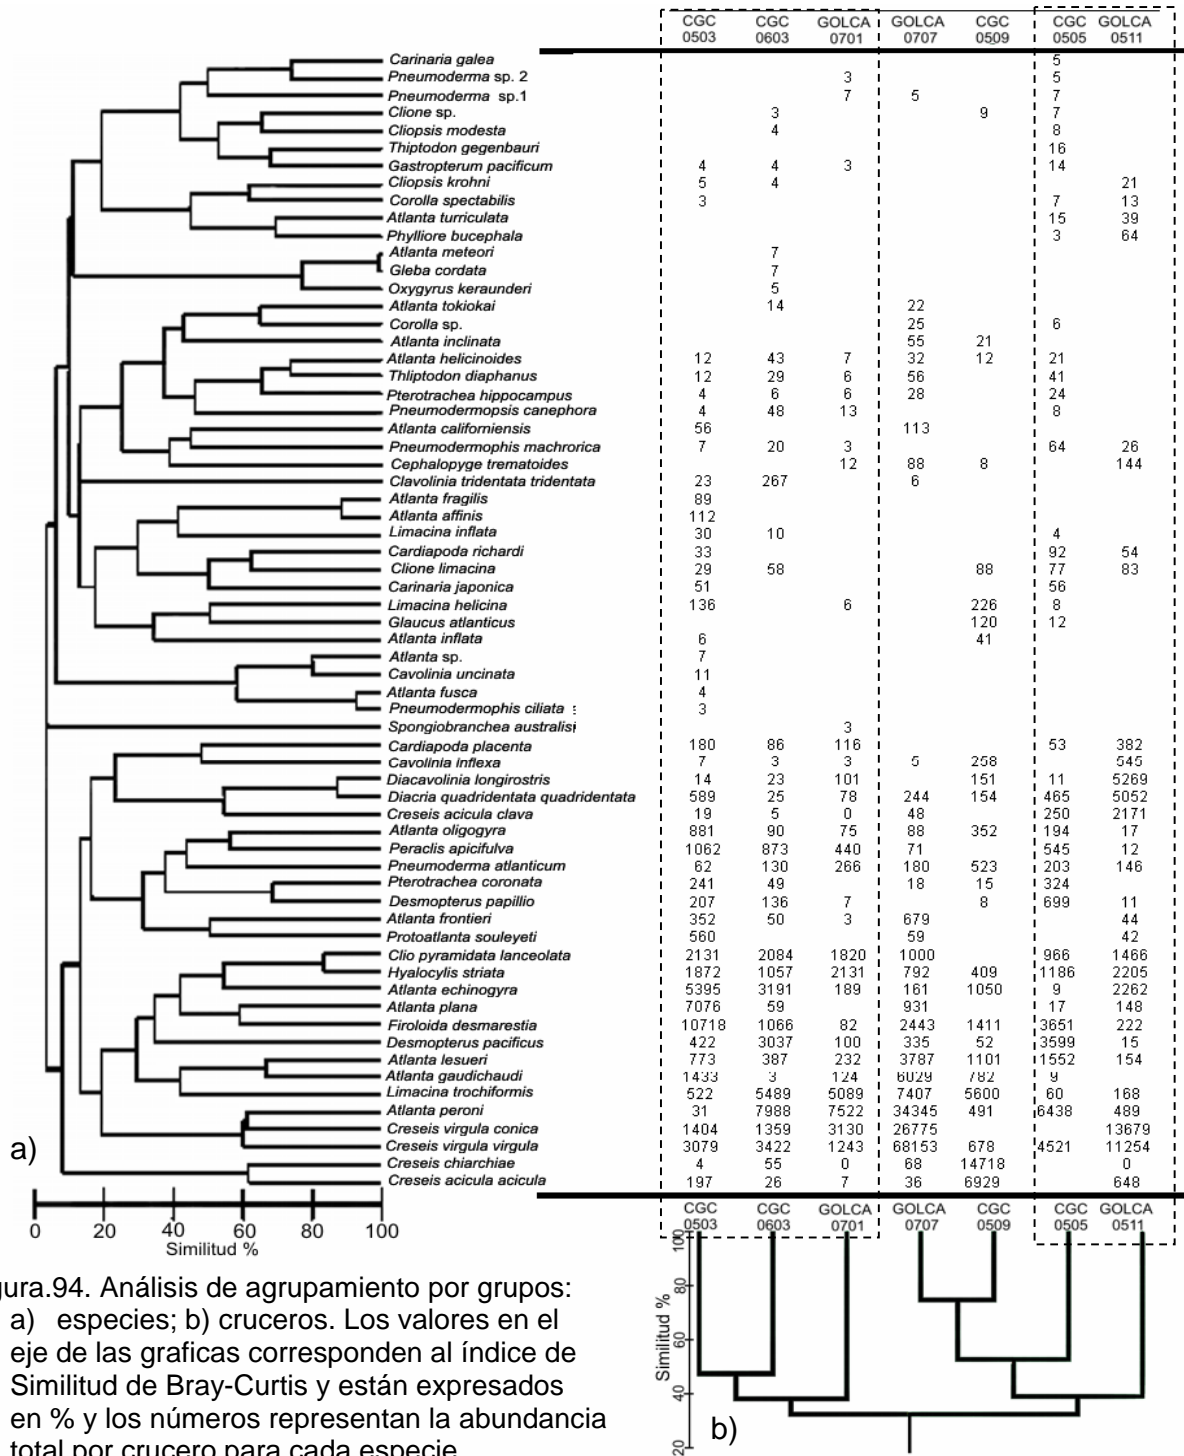 CGC CGC GOLCA GOLCA CGC CGC GOLCA
0503 0603 0701 0707 0509 0505 0511
Carinaria galea 5
Pneumoderma sp. 2 3 5
Pneumoderma sp.1 7 5 7
Clione sp. 3 9 7
Cliopsis modesta 4 8
Thiptodon gegenbauri 16
Gastropterum pacificum 4 4 3 14
Cliopsis krohni 5 4 21
Corolla spectabilis 3 7 13
Atlanta turriculata 15 39
Phylliore bucephala 3 64
Atlanta meteori 7
Gleba cordata 7
Oxygyrus keraunderi 5
Atlanta tokiokai 14 22
Corolla sp. 25 6
Atlanta inclinata 55 21
Atlanta helicinoides 12 43 7 32 12 21
Thliptodon diaphanus 12 29 6 56 41
Pterotrachea hippocampus 4 6 6 28 24
Pneumodermopsis canephora 4 48 13 8
Atlanta californiensis 56 113
Pneumodermophis machrorica 7 20 3 64 26
Cephalopyge trematoides 12 88 8 144
Clavolinia tridentata tridentata 23 267 6
Atlanta fragilis 89
Atlanta affinis 112
Limacina inflata 30 10 4
Cardiapoda richardi 33 92 54
Clione limacina 29 58 88 77 83
Carinaria japonica 51 56
Limacina helicina 136 6 226 8
Glaucus atlanticus 120 12
Atlanta inflata 6 41
Atlanta sp. 7
Cavolinia uncinata 11
Atlanta fusca 4
Pneumodermophis ciliata 3
Spongiobranchea australisi 3
Cardiapoda placenta 180 86 116 53 382
Cavolinia inflexa 7 3 3 5 258 545
Diacavolinia longirostris 14 23 101 151 11 5269
Diacria quadridentata quadridentata 589 25 78 244 154 465 5052
Creseis acicula clava 19 5 0 48 250 2171
Atlanta oligogyra 881 90 75 88 352 194 17
Peraclis apicifulva 1062 873 440 71 545 12
Pneumoderma atlanticum 62 130 266 180 523 203 146
Pterotrachea coronata 241 49 18 15 324
Desmopterus papillio 207 136 7 8 699 11
Atlanta frontieri 352 50 3 679 44
Protoatlanta souleyeti 560 59 42
Clio pyramidata lanceolata 2131 2084 1820 1000 966 1466
Hyalocylis striata 1872 1057 2131 792 409 1186 2205
Atlanta echinogyra 5395 3191 189 161 1050 9 2262
Atlanta plana 7076 59 931 17 148
Firoloida desmarestia 10718 1066 82 2443 1411 3651 222
Desmopterus pacificus 422 3037 100 335 52 3599 15
Atlanta lesueri 773 387 232 3787 1101 1552 154
Atlanta gaudichaudi 1433 3 124 6029 782 9
Limacina trochiformis 522 5489 5089 7407 5600 60 168
Atlanta peroni 31 7988 7522 34345 491 6438 489
Creseis virgula conica 1404 1359 3130 26775 13679
Creseis virgula virgula 3079 3422 1243 68153 678 4521 11254
Creseis chiarchiae 4 55 0 68 14718 0
Creseis acicula acicula 197 26 7 36 6929 648
a)
0 20 40 60 80 100
Similitud %
CGC CGC GOLCA GOLCA CGC CGC GOLCA
0503 0603 0701 0707 0509 0505 0511
100
80
60
40
20
Similitud %
b)
gura.94. Análisis de agrupamiento por grupos:
a) especies; b) cruceros. Los valores en el
eje de las graficas corresponden al índice de
Similitud de Bray-Curtis y están expresados
en % y los números representan la abundancia
total por crucero para cada especie